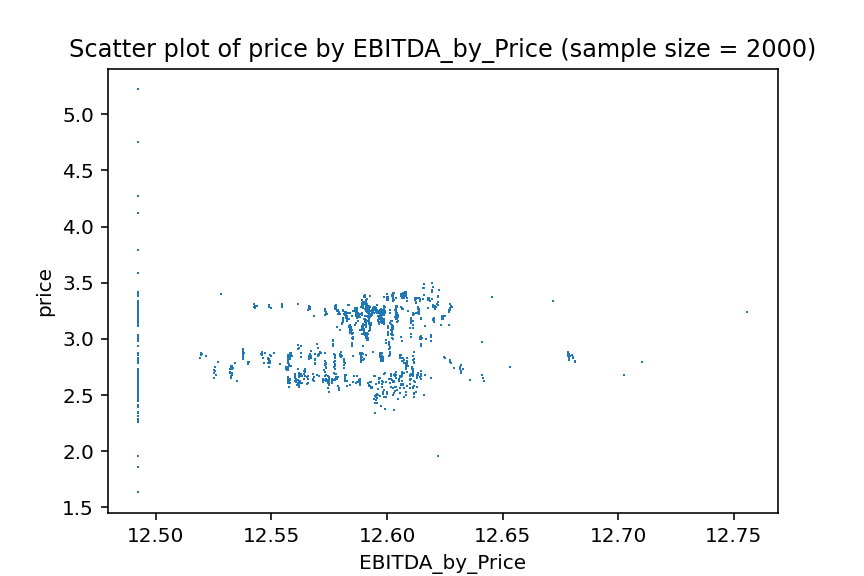 Scatter plot of price by EBITDA_by_Price (sample size = 2000)
5.0
4.5
4.0
3.5
3.0
2.5
2.0
1.5
price
12.50 12.55 12.60 12.65 12.70 12.75
EBITDA_by_Price